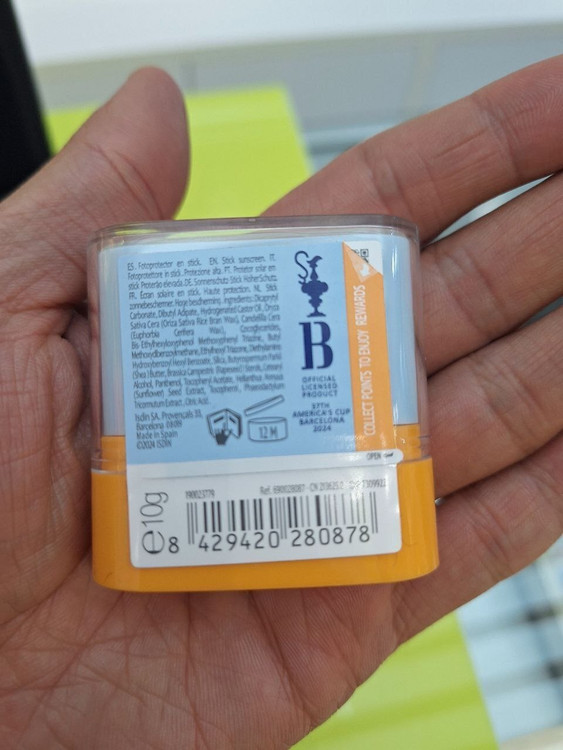 ES. Fotoprotector en stick. EN. Stick sunscreen. IT.
Fotoprotettore in stick. Protezione alta. PT. Protetor solar em
stick Proteção elevada. DE. Sonnenschutz-Stick Hoher Schutz
FR. Écran solaire en stick. Haute protection. NL. Stick
zonnebeschermer. Hoge bescherming. Ingredients: Dicaprylyl
Carbonate, Dibutyl Adipate, Hydrogenated Castor Oil, Oryza
Sativa Cera (Oriza Sativa Rice Bran Wax), Candelilla Cera
(Euphorbia Cerifera Wax), Cocoglycerides,
Bis-Ethylhexyloxyphenol Methoxyphenyl Triazine, Butyl
Methoxydibenzoylmethane, Ethylhexyl Triazone, Diethylamino
Hydroxybenzoyl Hexyl Benzoate, Silica, Butyrospermum Parkii
(Shea) Butter, Brassica Campestris (Rapeseed) Sterols, Cetearyl
Alcohol, Panthenol, Tocopheryl Acetate, Helianthus Annuus
(Sunflower) Seed Extract, Tocopherol, Phaeodactylum
Tricornutum Extract, Citric Acid.
Isdin SA. Provençals 33,
Barcelona 08019
Made in Spain
©2024 ISDIN
12 M
B
OFFICIAL
LICENSED
PRODUCT
37TH
AMERICA'S CUP
BARCELONA
2024
COLLECT POINTS TO ENJOY REWARDS
OPEN
℮10g
190023779
Ref. 690028087
8 429420 280878